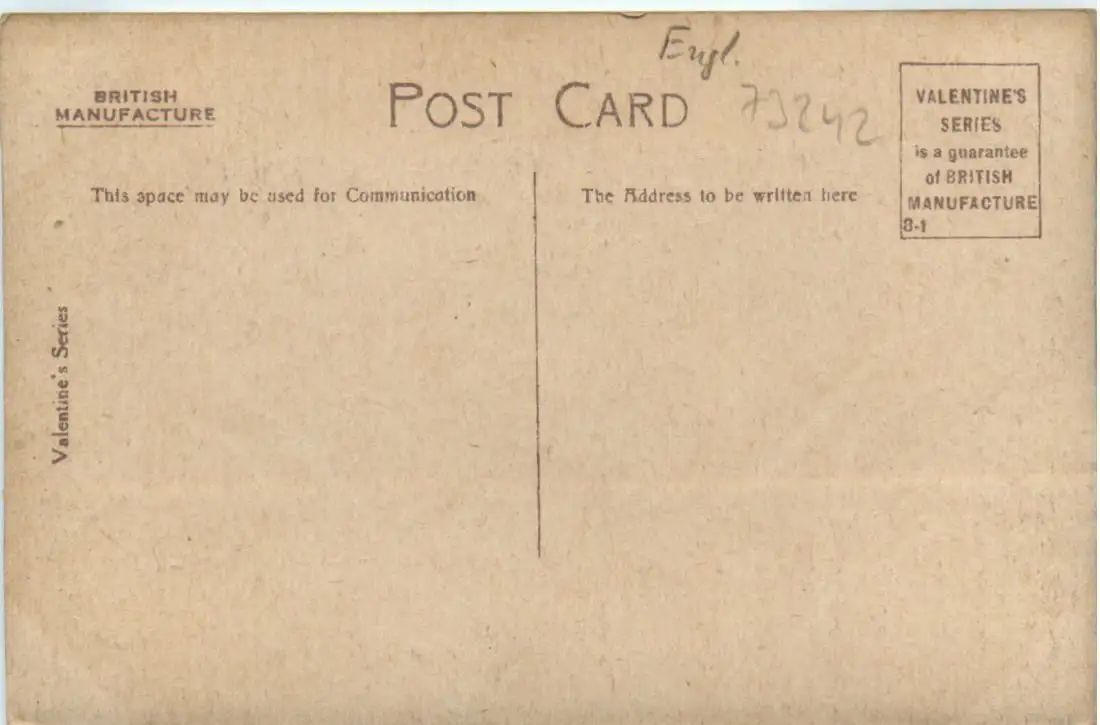 Engl.
BRITISH
MANUFACTURE
POST CARD
73242
VALENTINE'S
SERIES
is a guarantee
of BRITISH
MANUFACTURE
8-1
This space may be used for Communication
The Address to be written here
Valentine's Series